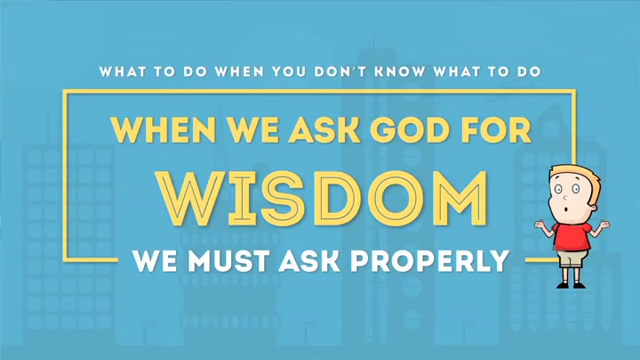 WHAT TO DO WHEN YOU DON'T KNOW WHAT TO DO
WHEN WE ASK GOD FOR
WISDOM
WE MUST ASK PROPERLY